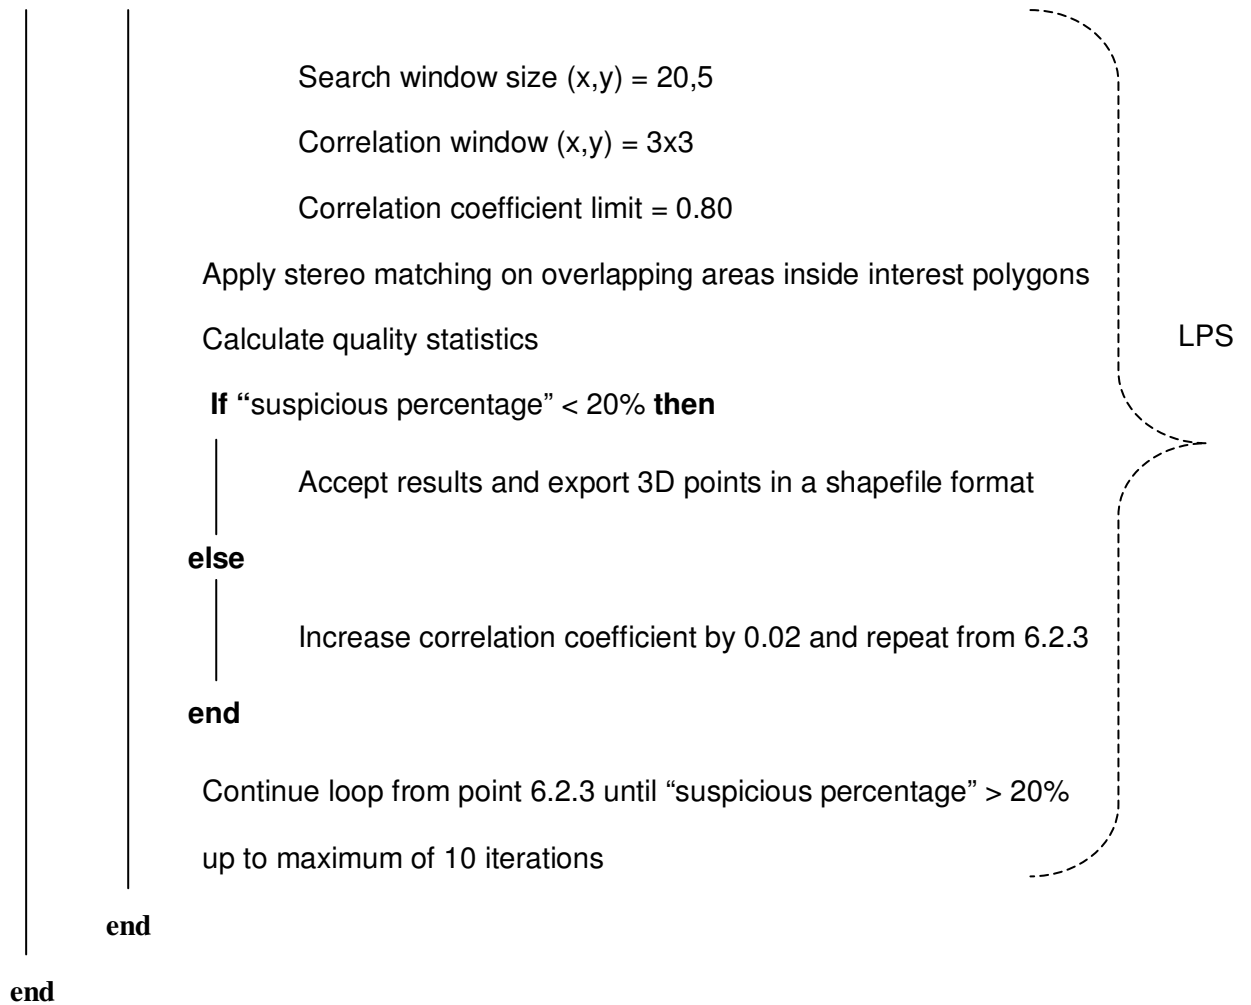 Search window size (x,y) = 20,5
Correlation window (x,y) = 3x3
Correlation coefficient limit = 0.80
Apply stereo matching on overlapping areas inside interest polygons
Calculate quality statistics
LPS
If “suspicious percentage” < 20% then
Accept results and export 3D points in a shapefile format
else
Increase correlation coefficient by 0.02 and repeat from 6.2.3
end
Continue loop from point 6.2.3 until “suspicious percentage” > 20%
up to maximum of 10 iterations
end
end